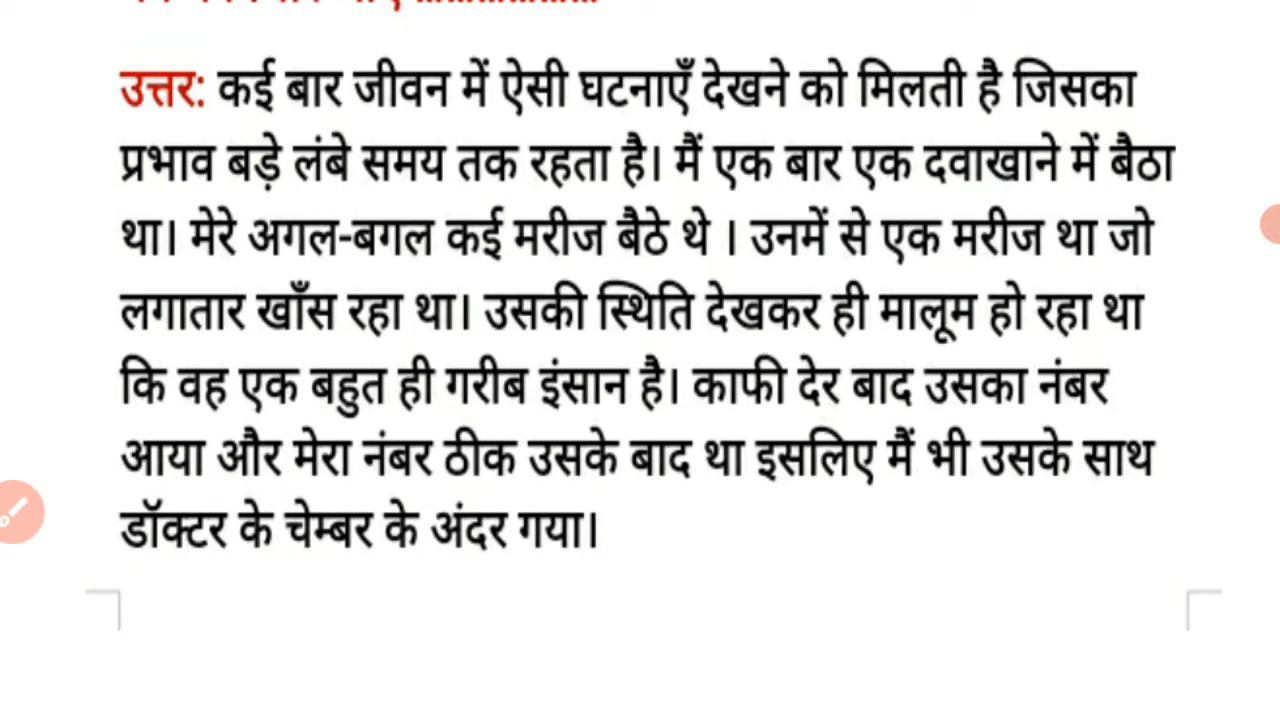 उत्तर: कई बार जीवन में ऐसी घटनाएँ देखने को मिलती है जिसका
प्रभाव बड़े लंबे समय तक रहता है। मैं एक बार एक दवाखाने में बैठा
था। मेरे अगल-बगल कई मरीज बैठे थे । उनमें से एक मरीज था जो
लगातार खाँस रहा था। उसकी स्थिति देखकर ही मालूम हो रहा था
कि वह एक बहुत ही गरीब इंसान है। काफी देर बाद उसका नंबर
आया और मेरा नंबर ठीक उसके बाद था इसलिए मैं भी उसके साथ
डॉक्टर के चेम्बर के अंदर गया।